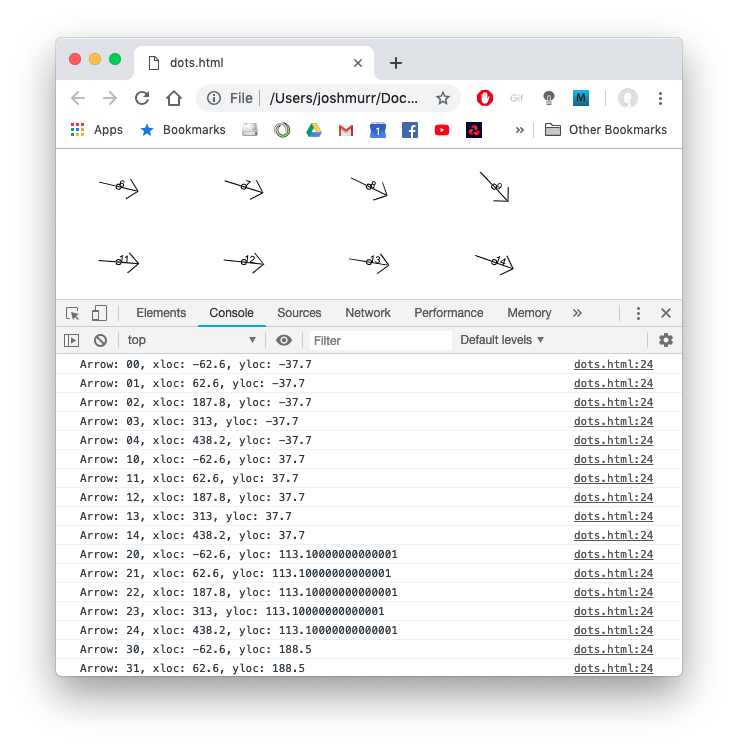 dots.html
File /Users/joshmurr/Doc...
Gif M
Apps Bookmarks 1 » Other Bookmarks
6 7 8 9
11 12 13 14
Elements Console Sources Network Performance Memory »
top Filter Default levels
Arrow: 00, xloc: -62.6, yloc: -37.7 dots.html:24
Arrow: 01, xloc: 62.6, yloc: -37.7 dots.html:24
Arrow: 02, xloc: 187.8, yloc: -37.7 dots.html:24
Arrow: 03, xloc: 313, yloc: -37.7 dots.html:24
Arrow: 04, xloc: 438.2, yloc: -37.7 dots.html:24
Arrow: 10, xloc: -62.6, yloc: 37.7 dots.html:24
Arrow: 11, xloc: 62.6, yloc: 37.7 dots.html:24
Arrow: 12, xloc: 187.8, yloc: 37.7 dots.html:24
Arrow: 13, xloc: 313, yloc: 37.7 dots.html:24
Arrow: 14, xloc: 438.2, yloc: 37.7 dots.html:24
Arrow: 20, xloc: -62.6, yloc: 113.10000000000001 dots.html:24
Arrow: 21, xloc: 62.6, yloc: 113.10000000000001 dots.html:24
Arrow: 22, xloc: 187.8, yloc: 113.10000000000001 dots.html:24
Arrow: 23, xloc: 313, yloc: 113.10000000000001 dots.html:24
Arrow: 24, xloc: 438.2, yloc: 113.10000000000001 dots.html:24
Arrow: 30, xloc: -62.6, yloc: 188.5 dots.html:24
Arrow: 31, xloc: 62.6, yloc: 188.5 dots.html:24